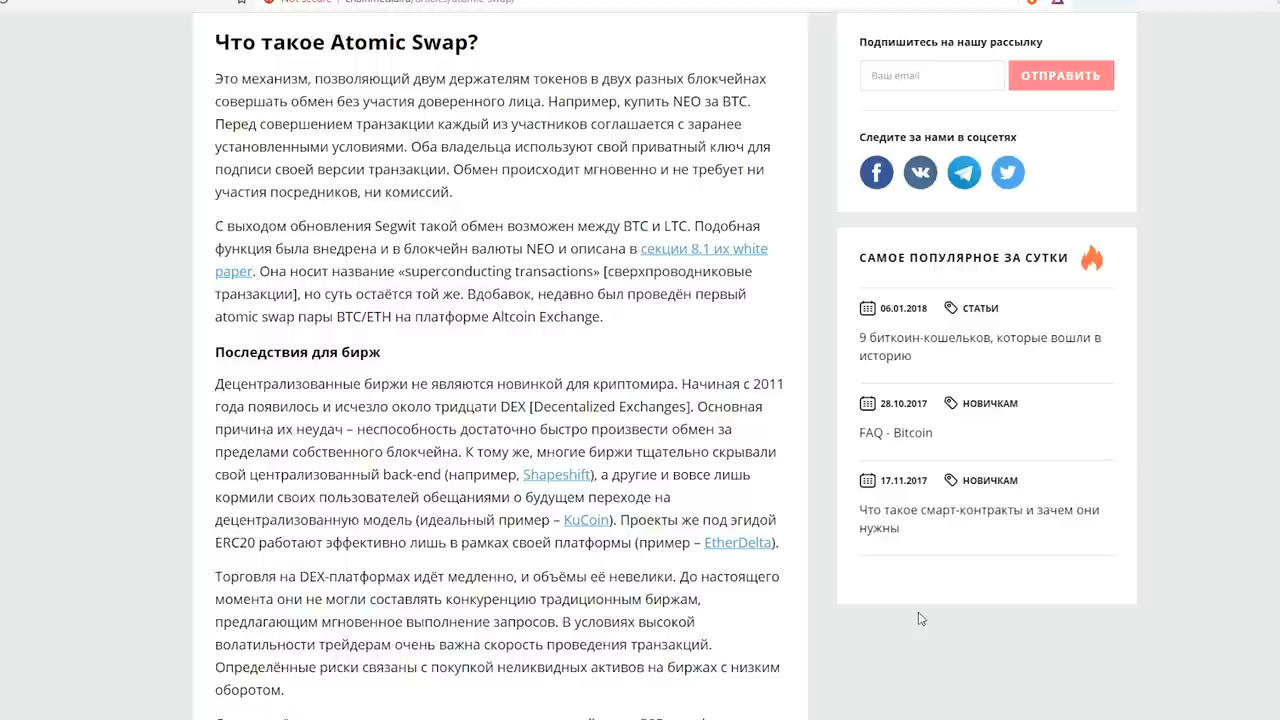 Что такое Atomic Swap?
Это механизм, позволяющий двум держателям токенов в двух разных блокчейнах
совершать обмен без участия доверенного лица. Например, купить NEO за BTC.
Перед совершением транзакции каждый из участников соглашается с заранее
установленными условиями. Оба владельца используют свой приватный ключ для
подписи своей версии транзакции. Обмен происходит мгновенно и не требует ни
участия посредников, ни комиссий.
С выходом обновления Segwit такой обмен возможен между BTC и LTC. Подобная
функция была внедрена и в блокчейн валюты NEO и описана в секции 8.1 их white
paper. Она носит название «superconducting transactions» [сверхпроводниковые
транзакции], но суть остаётся той же. Вдобавок, недавно был проведён первый
atomic swap пары BTC/ETH на платформе Altcoin Exchange.
Последствия для бирж
Децентрализованные биржи не являются новинкой для криптомира. Начиная с 2011
года появилось и исчезло около тридцати DEX [Decentalized Exchanges]. Основная
причина их неудач – неспособность достаточно быстро произвести обмен за
пределами собственного блокчейна. К тому же, многие биржи тщательно скрывали
свой централизованный back-end (например, Shapeshift), а другие и вовсе лишь
кормили своих пользователей обещаниями о будущем переходе на
децентрализованную модель (идеальный пример – KuCoin). Проекты же под эгидой
ERC20 работают эффективно лишь в рамках своей платформы (пример – EtherDelta).
Торговля на DEX-платформах идёт медленно, и объёмы её невелики. До настоящего
момента они не могли составлять конкуренцию традиционным биржам,
предлагающим мгновенное выполнение запросов. В условиях высокой
волатильности трейдерам очень важна скорость проведения транзакций.
Определённые риски связаны с покупкой неликвидных активов на биржах с низким
оборотом.
Подпишитесь на нашу рассылку
Ваш email
ОТПРАВИТЬ
Следите за нами в соцсетях
САМОЕ ПОПУЛЯРНОЕ ЗА СУТКИ
06.01.2018 СТАТЬИ
9 биткоин-кошельков, которые вошли в
историю
28.10.2017 НОВИЧКАМ
FAQ - Bitcoin
17.11.2017 НОВИЧКАМ
Что такое смарт-контракты и зачем они
нужны